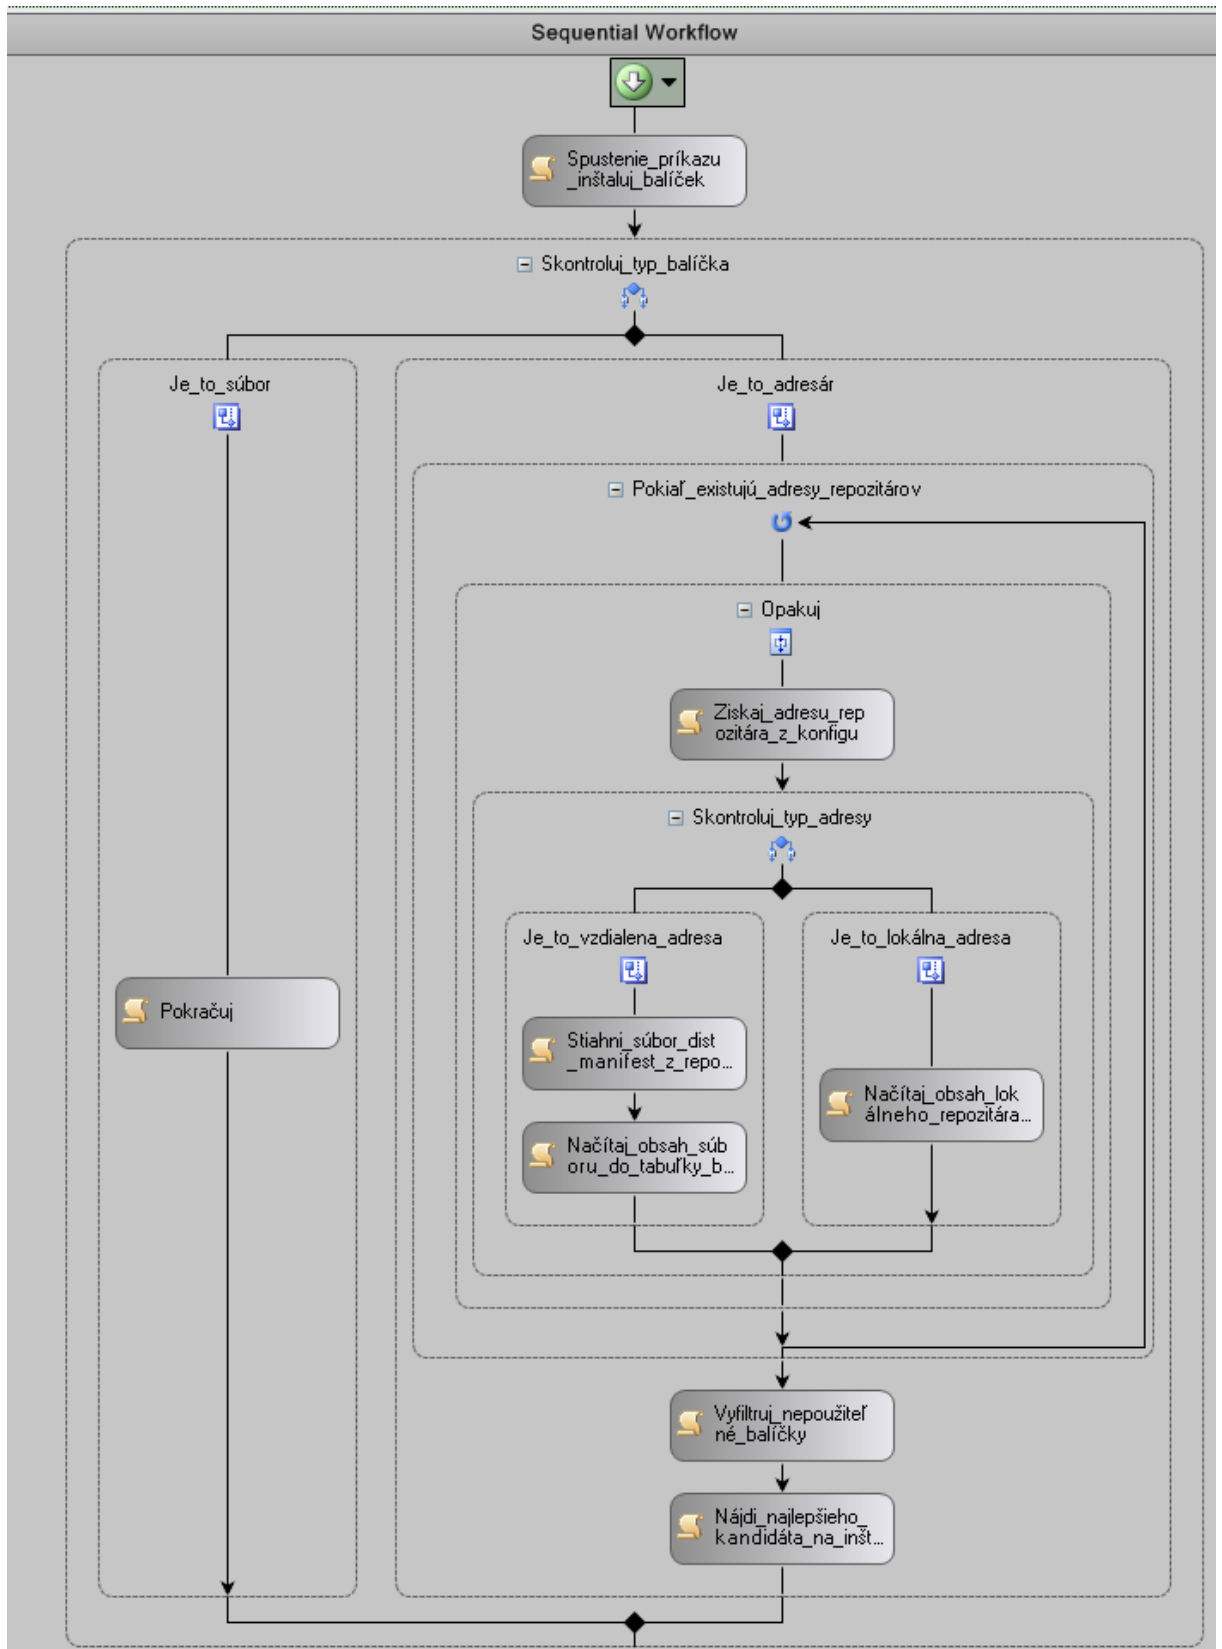 Sequential Workflow
Spustenie_príkazu
_inštaluj_balíček
Skontroluj_typ_balíčka
Je_to_súbor
Je_to_adresár
Pokiaľ_existujú_adresy_repozitárov
Opakuj
Ziskaj_adresu_rep
ozitára_z_konfigu
Skontroluj_typ_adresy
Je_to_vzdialena_adresa
Je_to_lokálna_adresa
Pokračuj
Stiahni_súbor_dist
_manifest_z_repo...
Načítaj_obsah_lok
álneho_repozitára...
Načítaj_obsah_súb
oru_do_tabuľky_b...
Vyfiltruj_nepoužiteľ
né_balíčky
Nájdi_najlepšieho_
kandidáta_na_inšt...